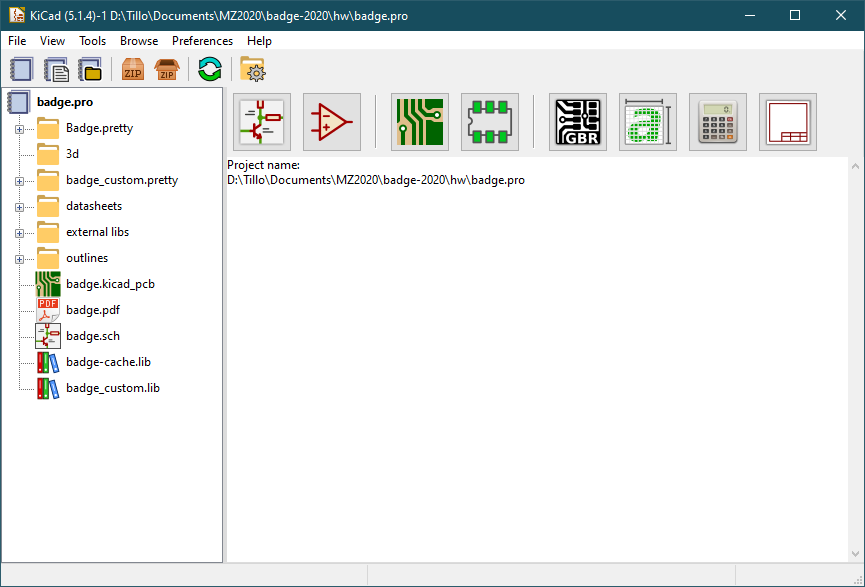 KiCad (5.1.4)-1 D:\Tillo\Documents\MZ2020\badge-2020\hw\badge.pro
File View Tools Browse Preferences Help
ZIP ZIP
badge.pro
Badge.pretty
3d
badge_custom.pretty
datasheets
external libs
outlines
badge.kicad_pcb
PDF badge.pdf
badge.sch
badge-cache.lib
badge_custom.lib
GBR a 0
Project name:
D:\Tillo\Documents\MZ2020\badge-2020\hw\badge.pro